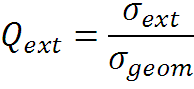 Q_ext = σ_ext / σ_geom